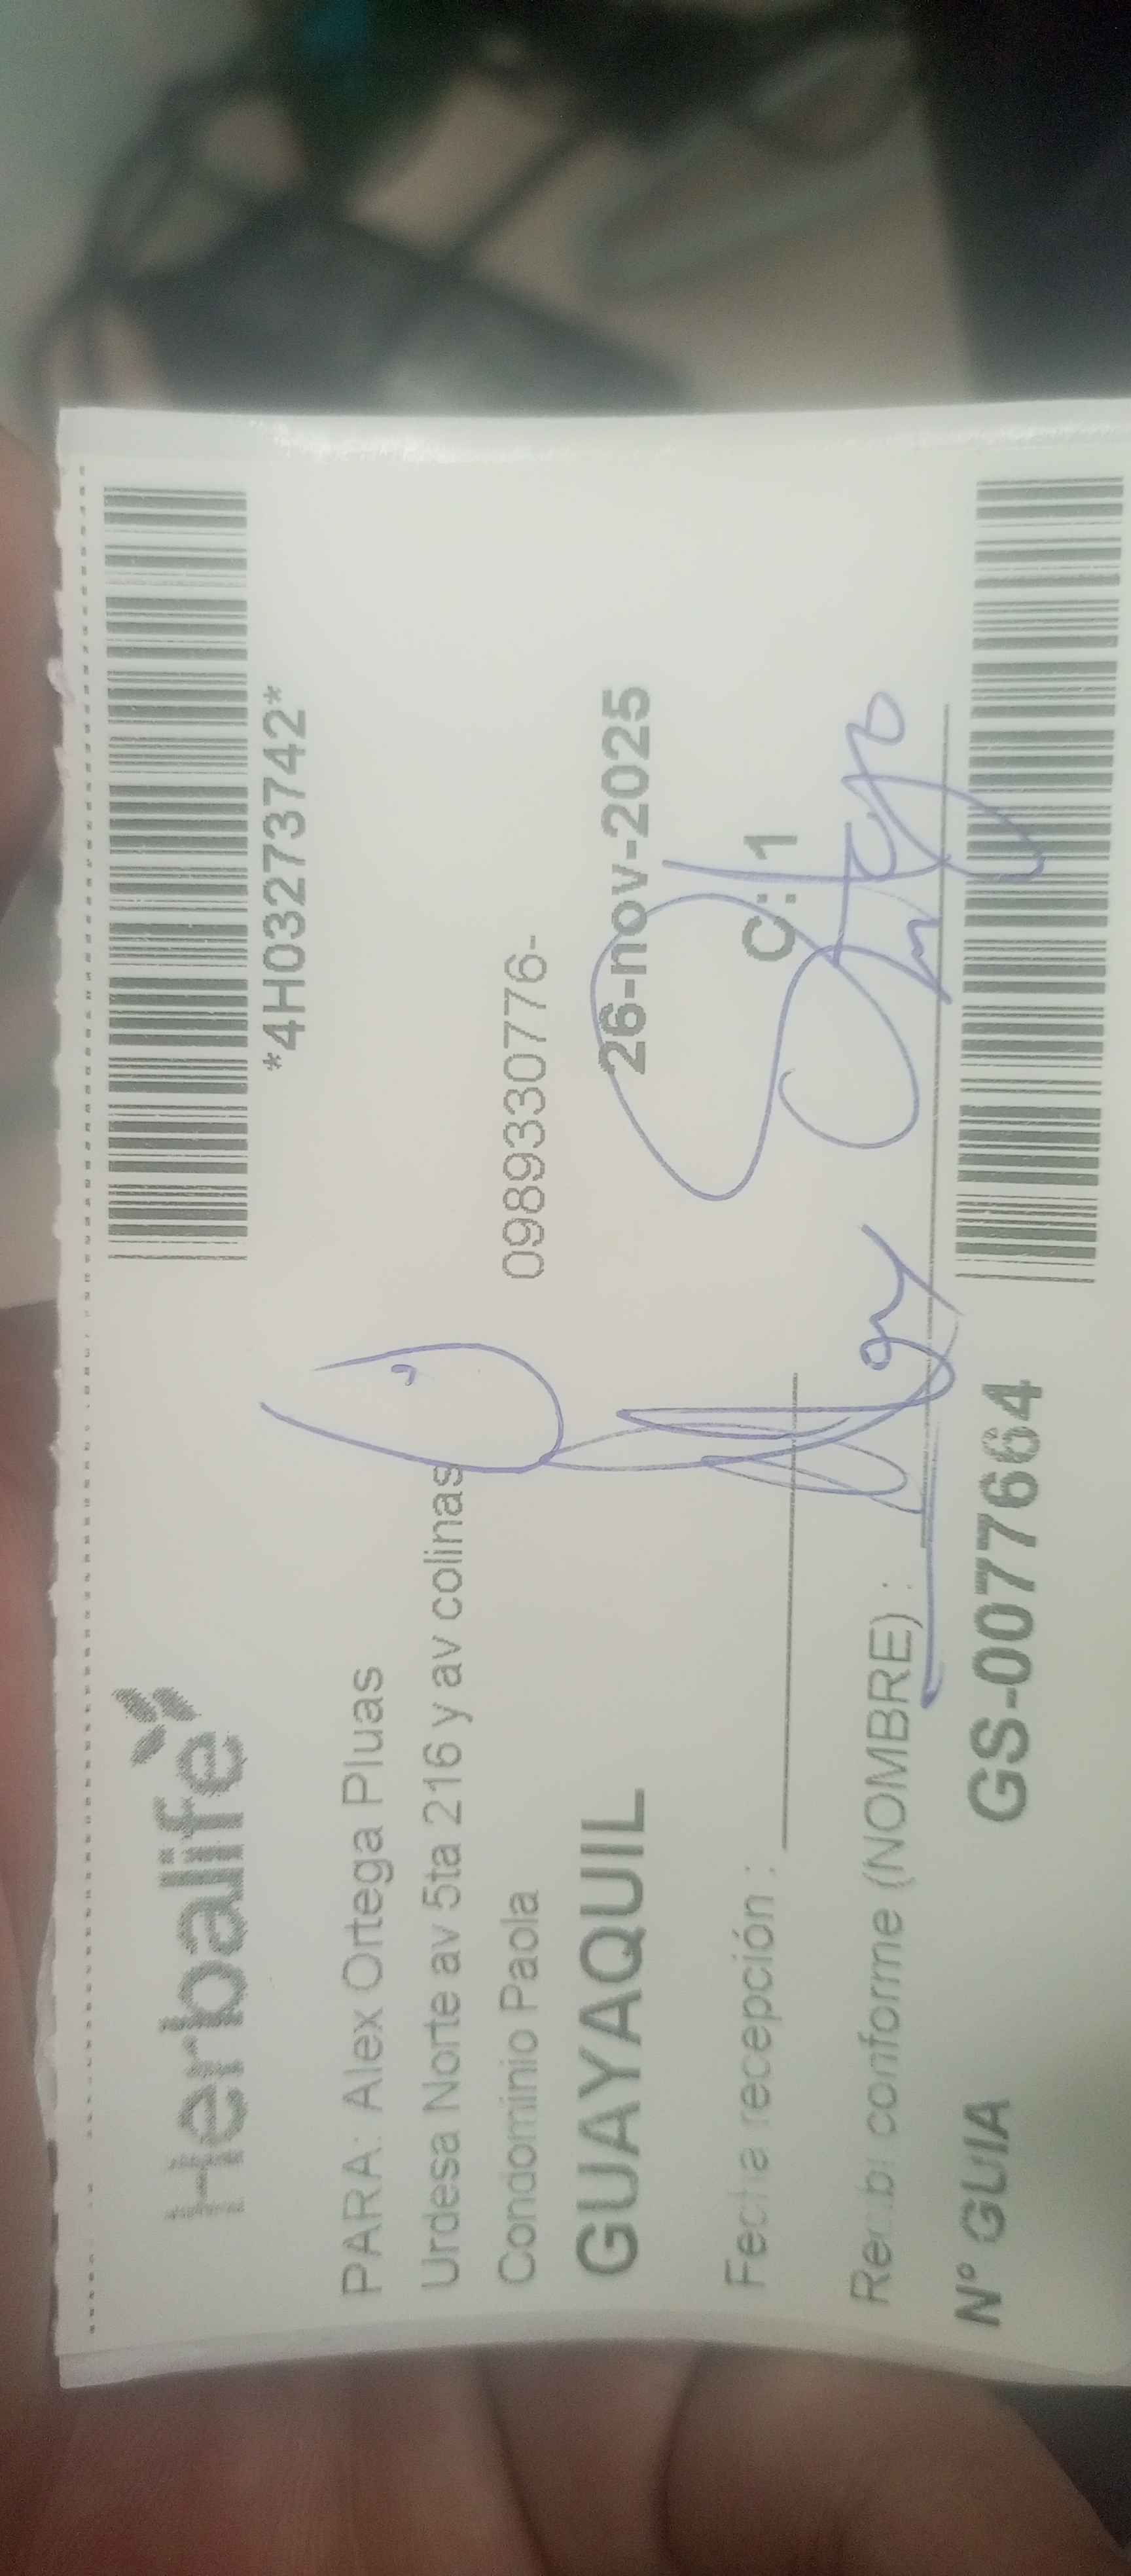 Herbalife
*4H03273742*
PARA: Alex Ortega Pluas
Urdesa Norte av 5ta 216 y av colinas
Condominio Paola 0989330776-
GUAYAQUIL 26-nov-2025
Fecha recepción : C: 1
Recibi conforme (NOMBRE) :
N° GUIA GS-0077664